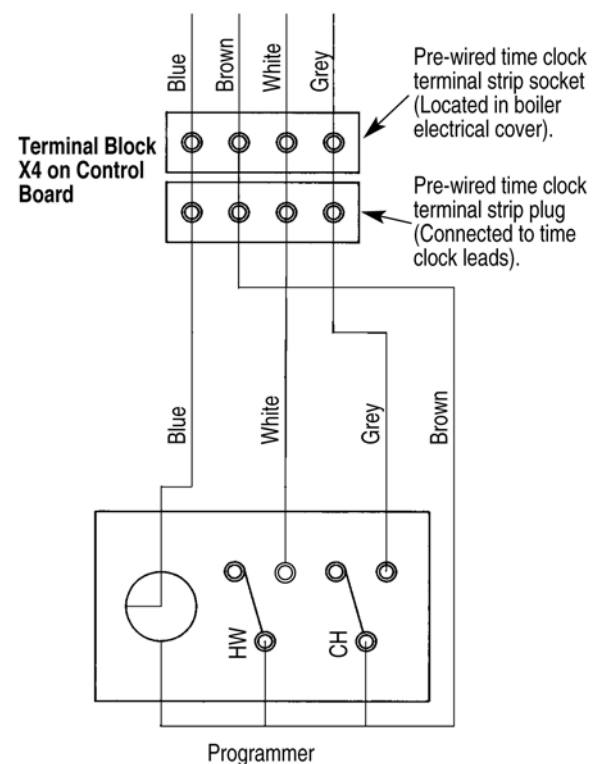 Blue
Brown
White
Grey
Pre-wired time clock
terminal strip socket
(Located in boiler
electrical cover).
Terminal Block
X4 on Control
Board
Pre-wired time clock
terminal strip plug
(Connected to time
clock leads).
Blue
White
Grey
Brown
HW
CH
Programmer